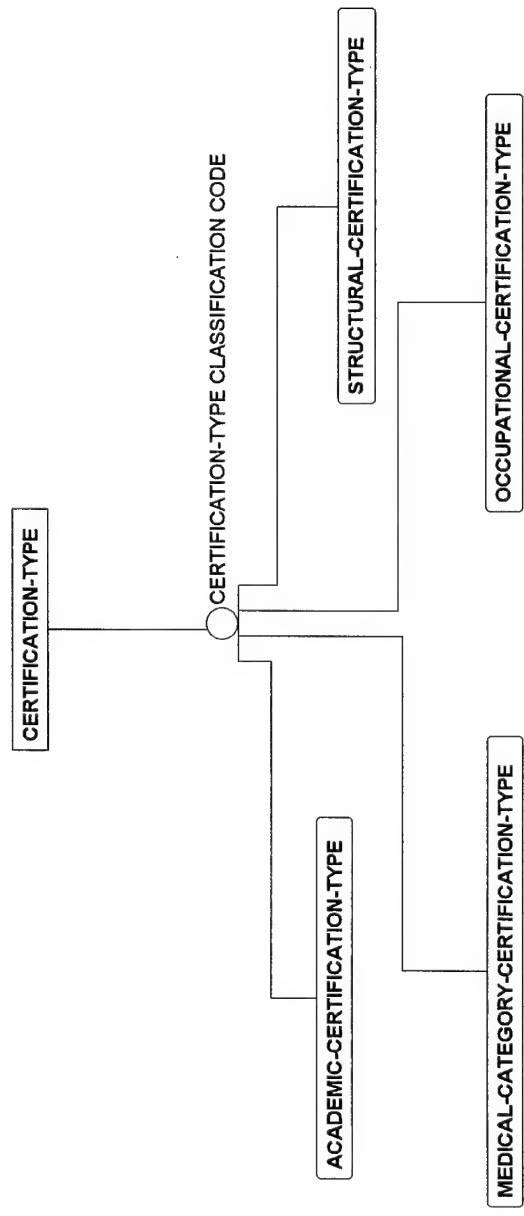 CERTIFICATION-TYPE
CERTIFICATION-TYPE CLASSIFICATION CODE
ACADEMIC-CERTIFICATION-TYPE
STRUCTURAL-CERTIFICATION-TYPE
MEDICAL-CATEGORY-CERTIFICATION-TYPE
OCCUPATIONAL-CERTIFICATION-TYPE